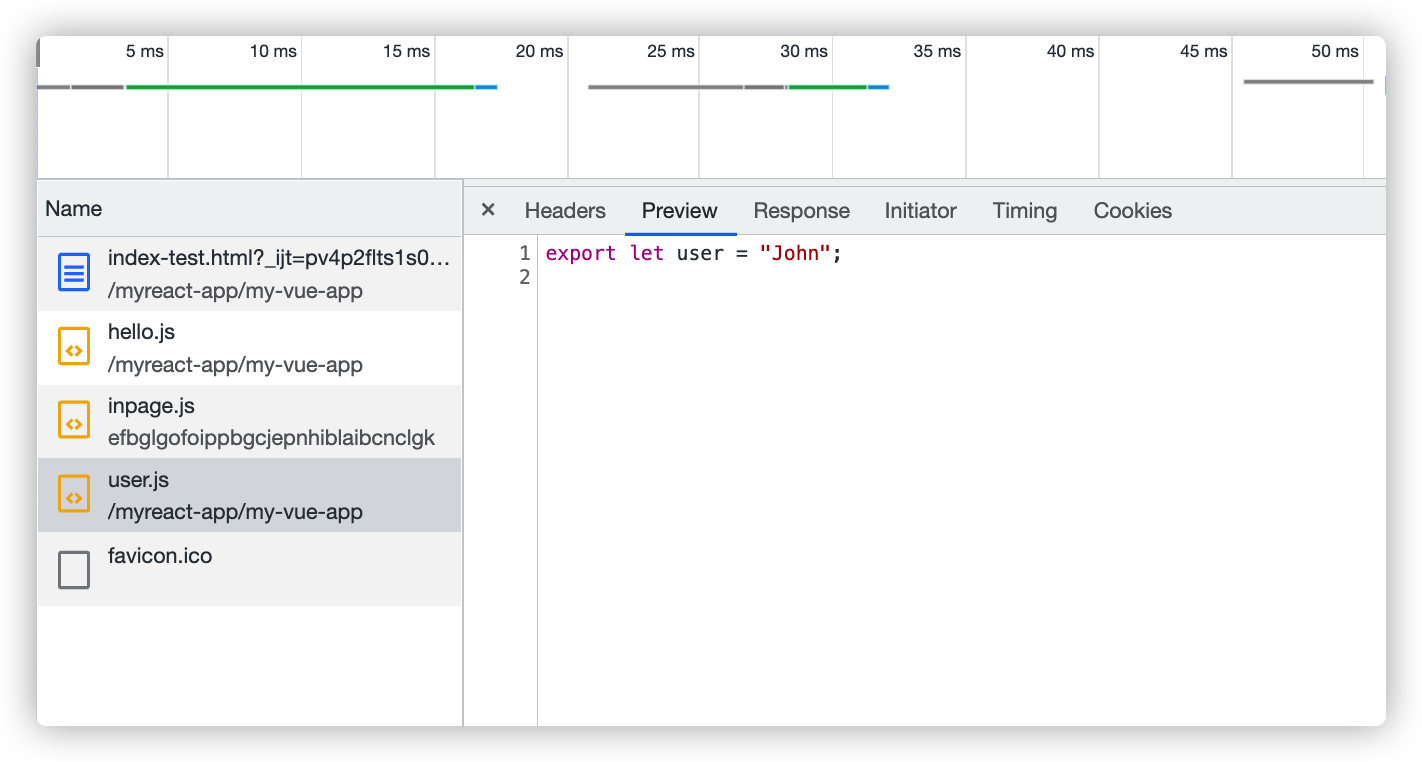 5 ms 10 ms 15 ms 20 ms 25 ms 30 ms 35 ms 40 ms 45 ms 50 ms
Name
× Headers Preview Response Initiator Timing Cookies
index-test.html?_ijt=pv4p2flts1s0…
/myreact-app/my-vue-app
hello.js
/myreact-app/my-vue-app
inpage.js
efbglgofoippbgcjepnhiblaibcnclgk
user.js
/myreact-app/my-vue-app
favicon.ico
1 export let user = "John";
2